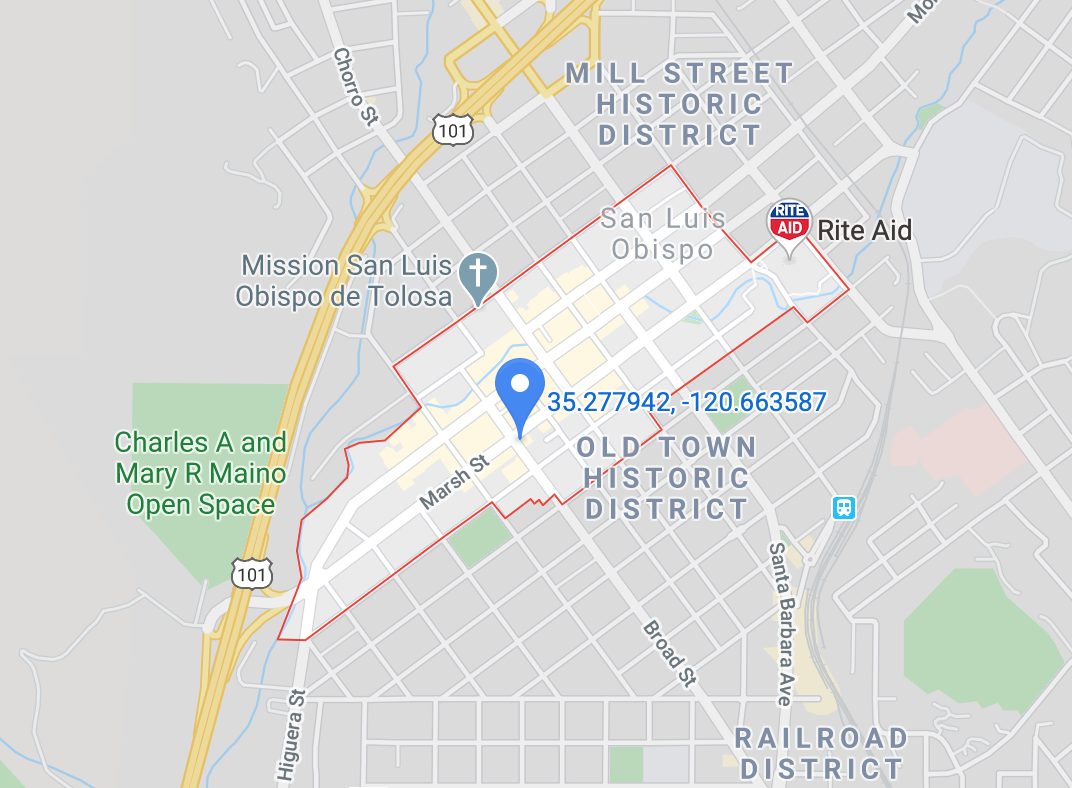 Mo
Chorro St
MILL STREET
HISTORIC
DISTRICT
101
San Luis
Obispo
RITE
AID
Rite Aid
Mission San Luis
Obispo de Tolosa
35.277942, -120.663587
Charles A and
Mary R Maino
Open Space
OLD TOWN
HISTORIC
DISTRICT
Marsh St
101
Santa Barbara Ave
Broad St
Higuera St
RAILROAD
DISTRICT